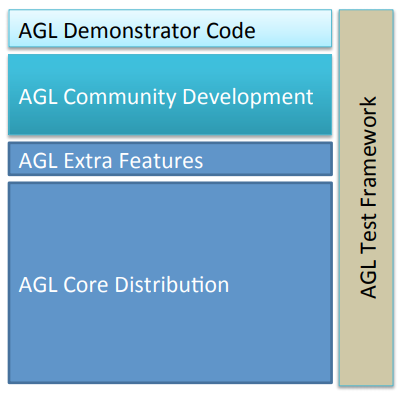 AGL Demonstrator Code
AGL Community Development
AGL Extra Features
AGL Core Distribution
AGL Test Framework